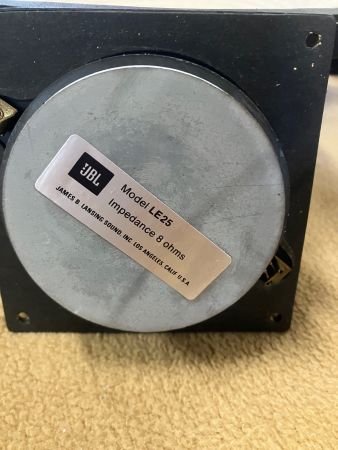 JBL
Model LE25
Impedance 8 ohms
JAMES B. LANSING SOUND, INC. LOS ANGELES, CALIF. U.S.A.